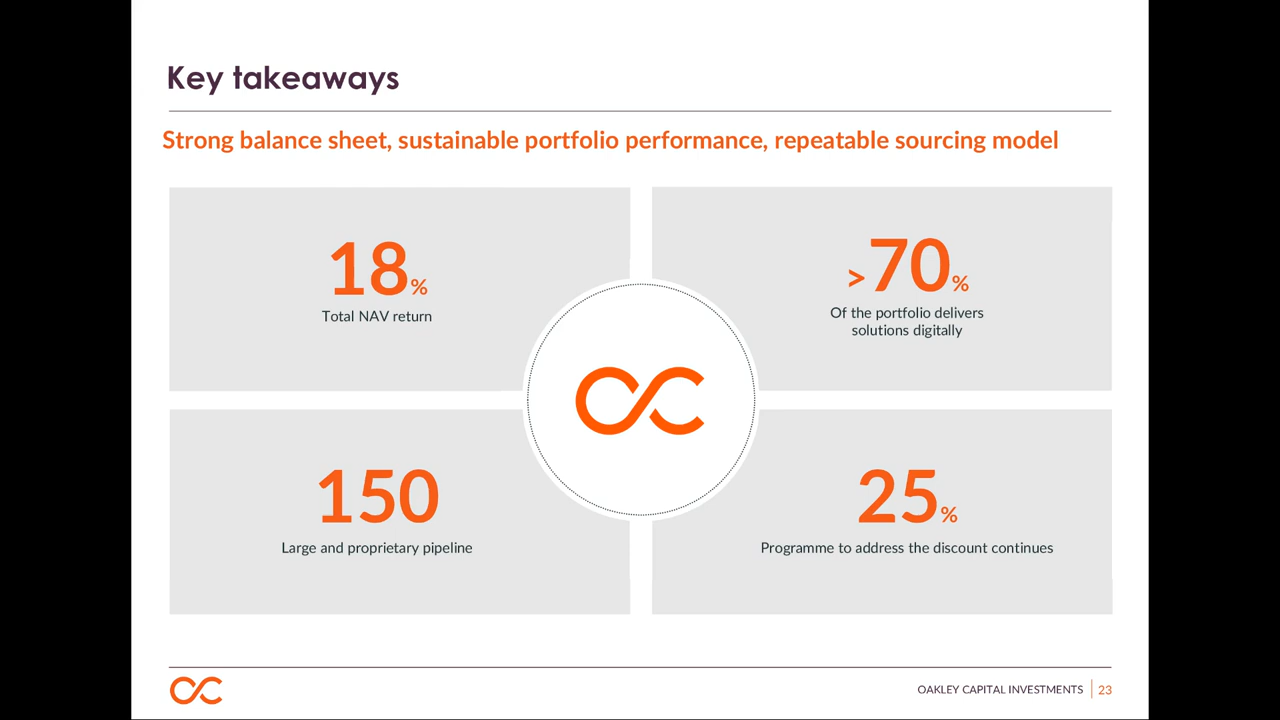 Key takeaways
Strong balance sheet, sustainable portfolio performance, repeatable sourcing model
18%
Total NAV return
>70%
Of the portfolio delivers
solutions digitally
150
Large and proprietary pipeline
25%
Programme to address the discount continues
OAKLEY CAPITAL INVESTMENTS 23